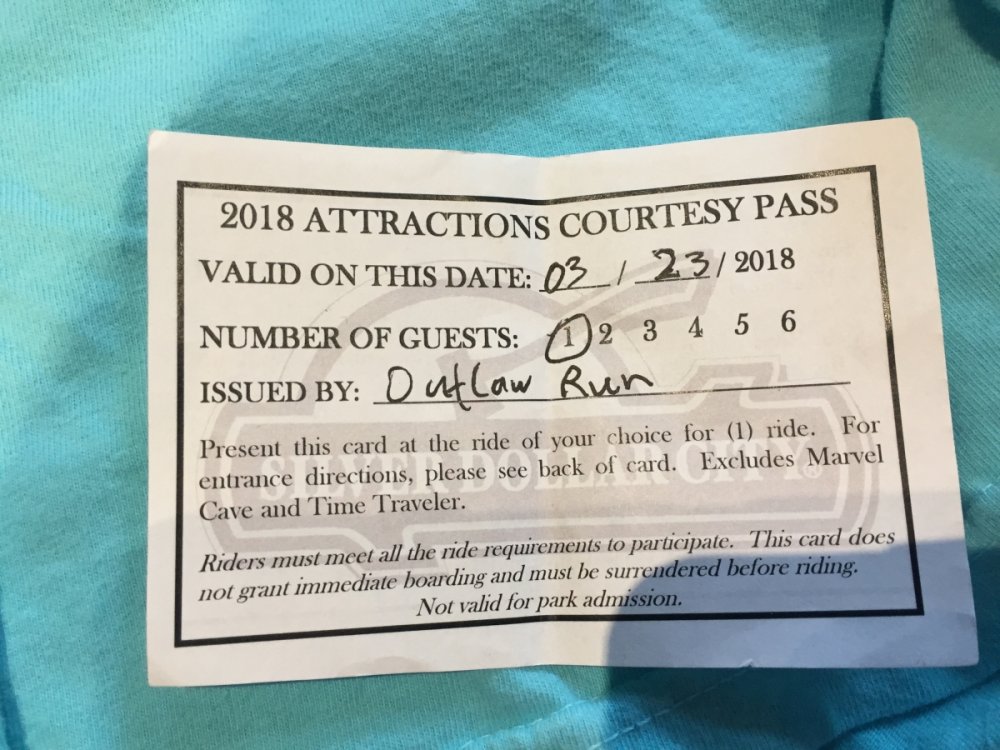 2018 ATTRACTIONS COURTESY PASS
VALID ON THIS DATE: 03 / 23 / 2018
NUMBER OF GUESTS: 1 2 3 4 5 6
ISSUED BY: Outlaw Run
Present this card at the ride of your choice for (1) ride. For
entrance directions, please see back of card. Excludes Marvel
Cave and Time Traveler.
SILVER DOLLAR CITY®
Riders must meet all the ride requirements to participate. This card does
not grant immediate boarding and must be surrendered before riding.
Not valid for park admission.